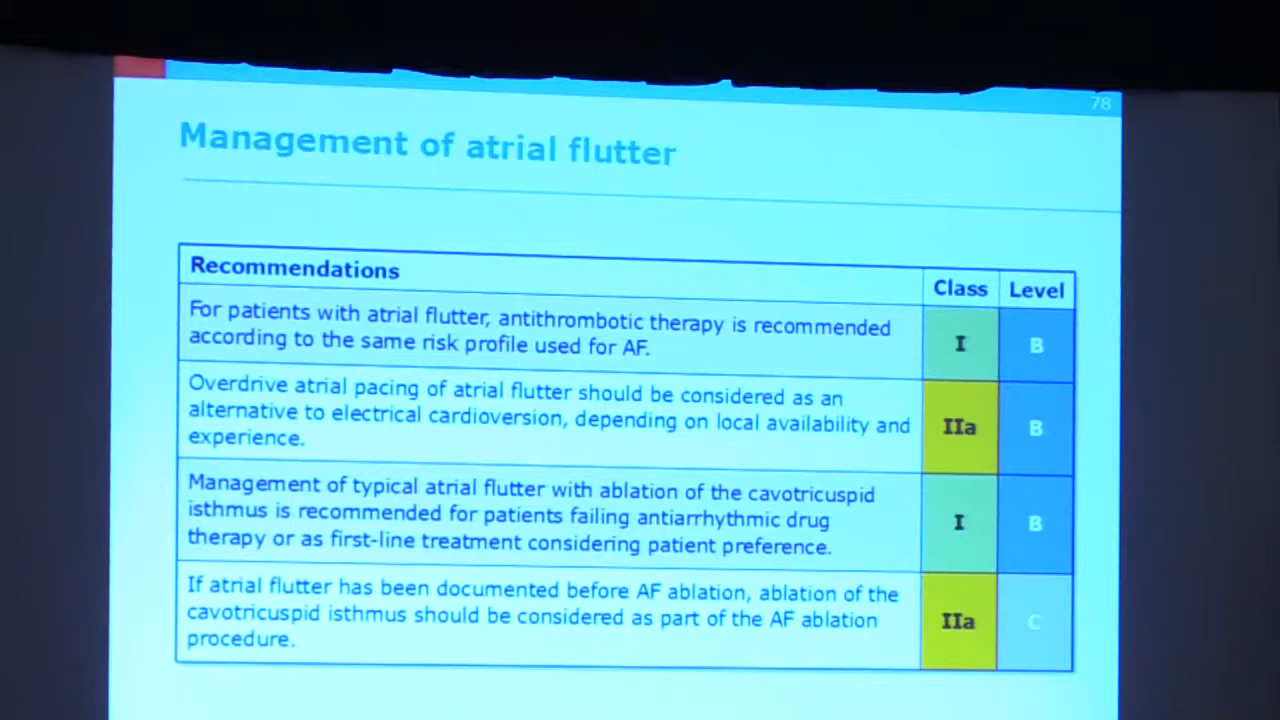 78
Management of atrial flutter
Recommendations Class Level
For patients with atrial flutter, antithrombotic therapy is recommended
according to the same risk profile used for AF.
I B
Overdrive atrial pacing of atrial flutter should be considered as an
alternative to electrical cardioversion, depending on local availability and
experience.
IIa B
Management of typical atrial flutter with ablation of the cavotricuspid
isthmus is recommended for patients failing antiarrhythmic drug
therapy or as first-line treatment considering patient preference.
I B
If atrial flutter has been documented before AF ablation, ablation of the
cavotricuspid isthmus should be considered as part of the AF ablation
procedure.
IIa C